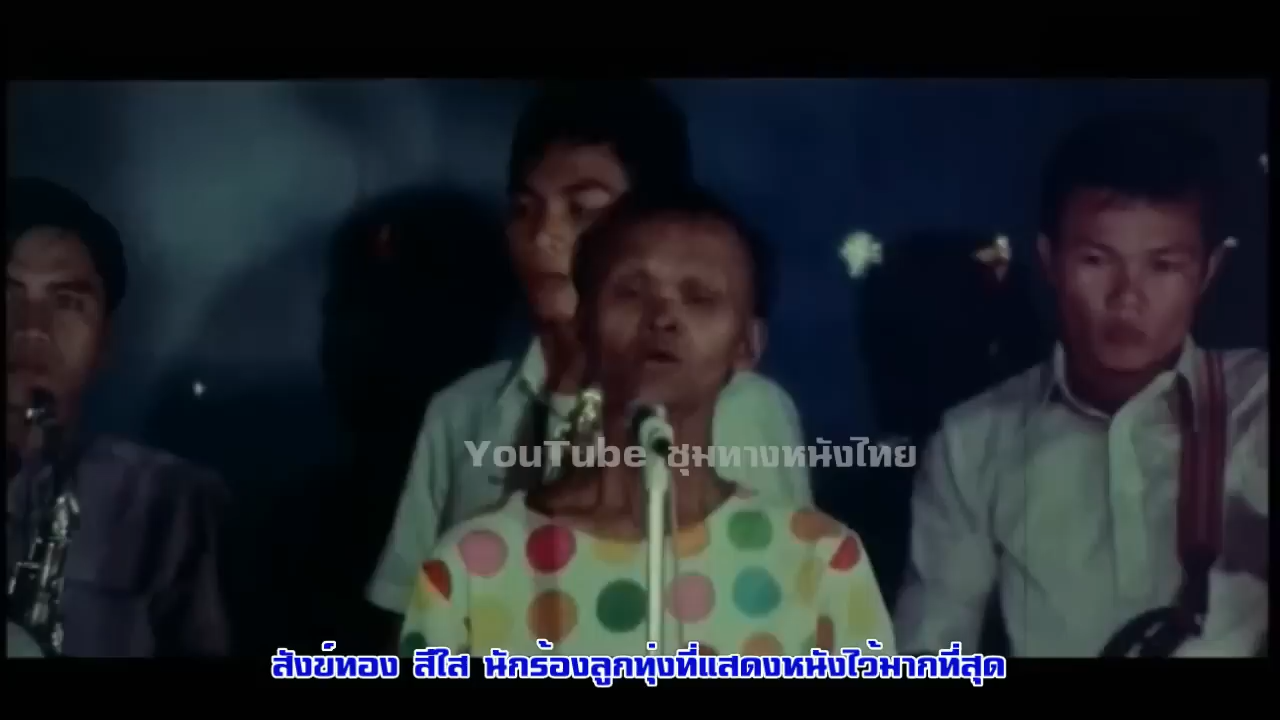 YouTube ชุมทางหนังไทย
สังข์ทอง สีใส นักร้องลูกทุ่งที่แสดงหนังไว้มากที่สุด